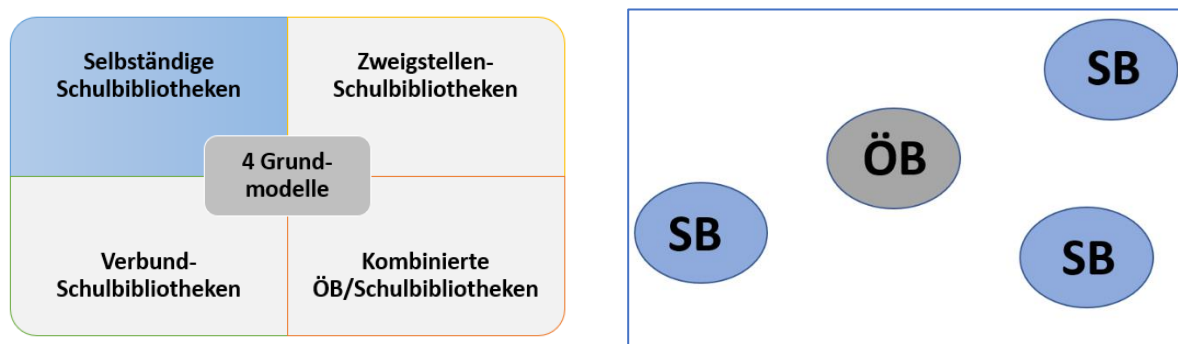 Selbständige
Schulbibliotheken
Zweigstellen-
Schulbibliotheken
4 Grund-
modelle
Verbund-
Schulbibliotheken
Kombinierte
ÖB/Schulbibliotheken
SB
ÖB
SB
SB